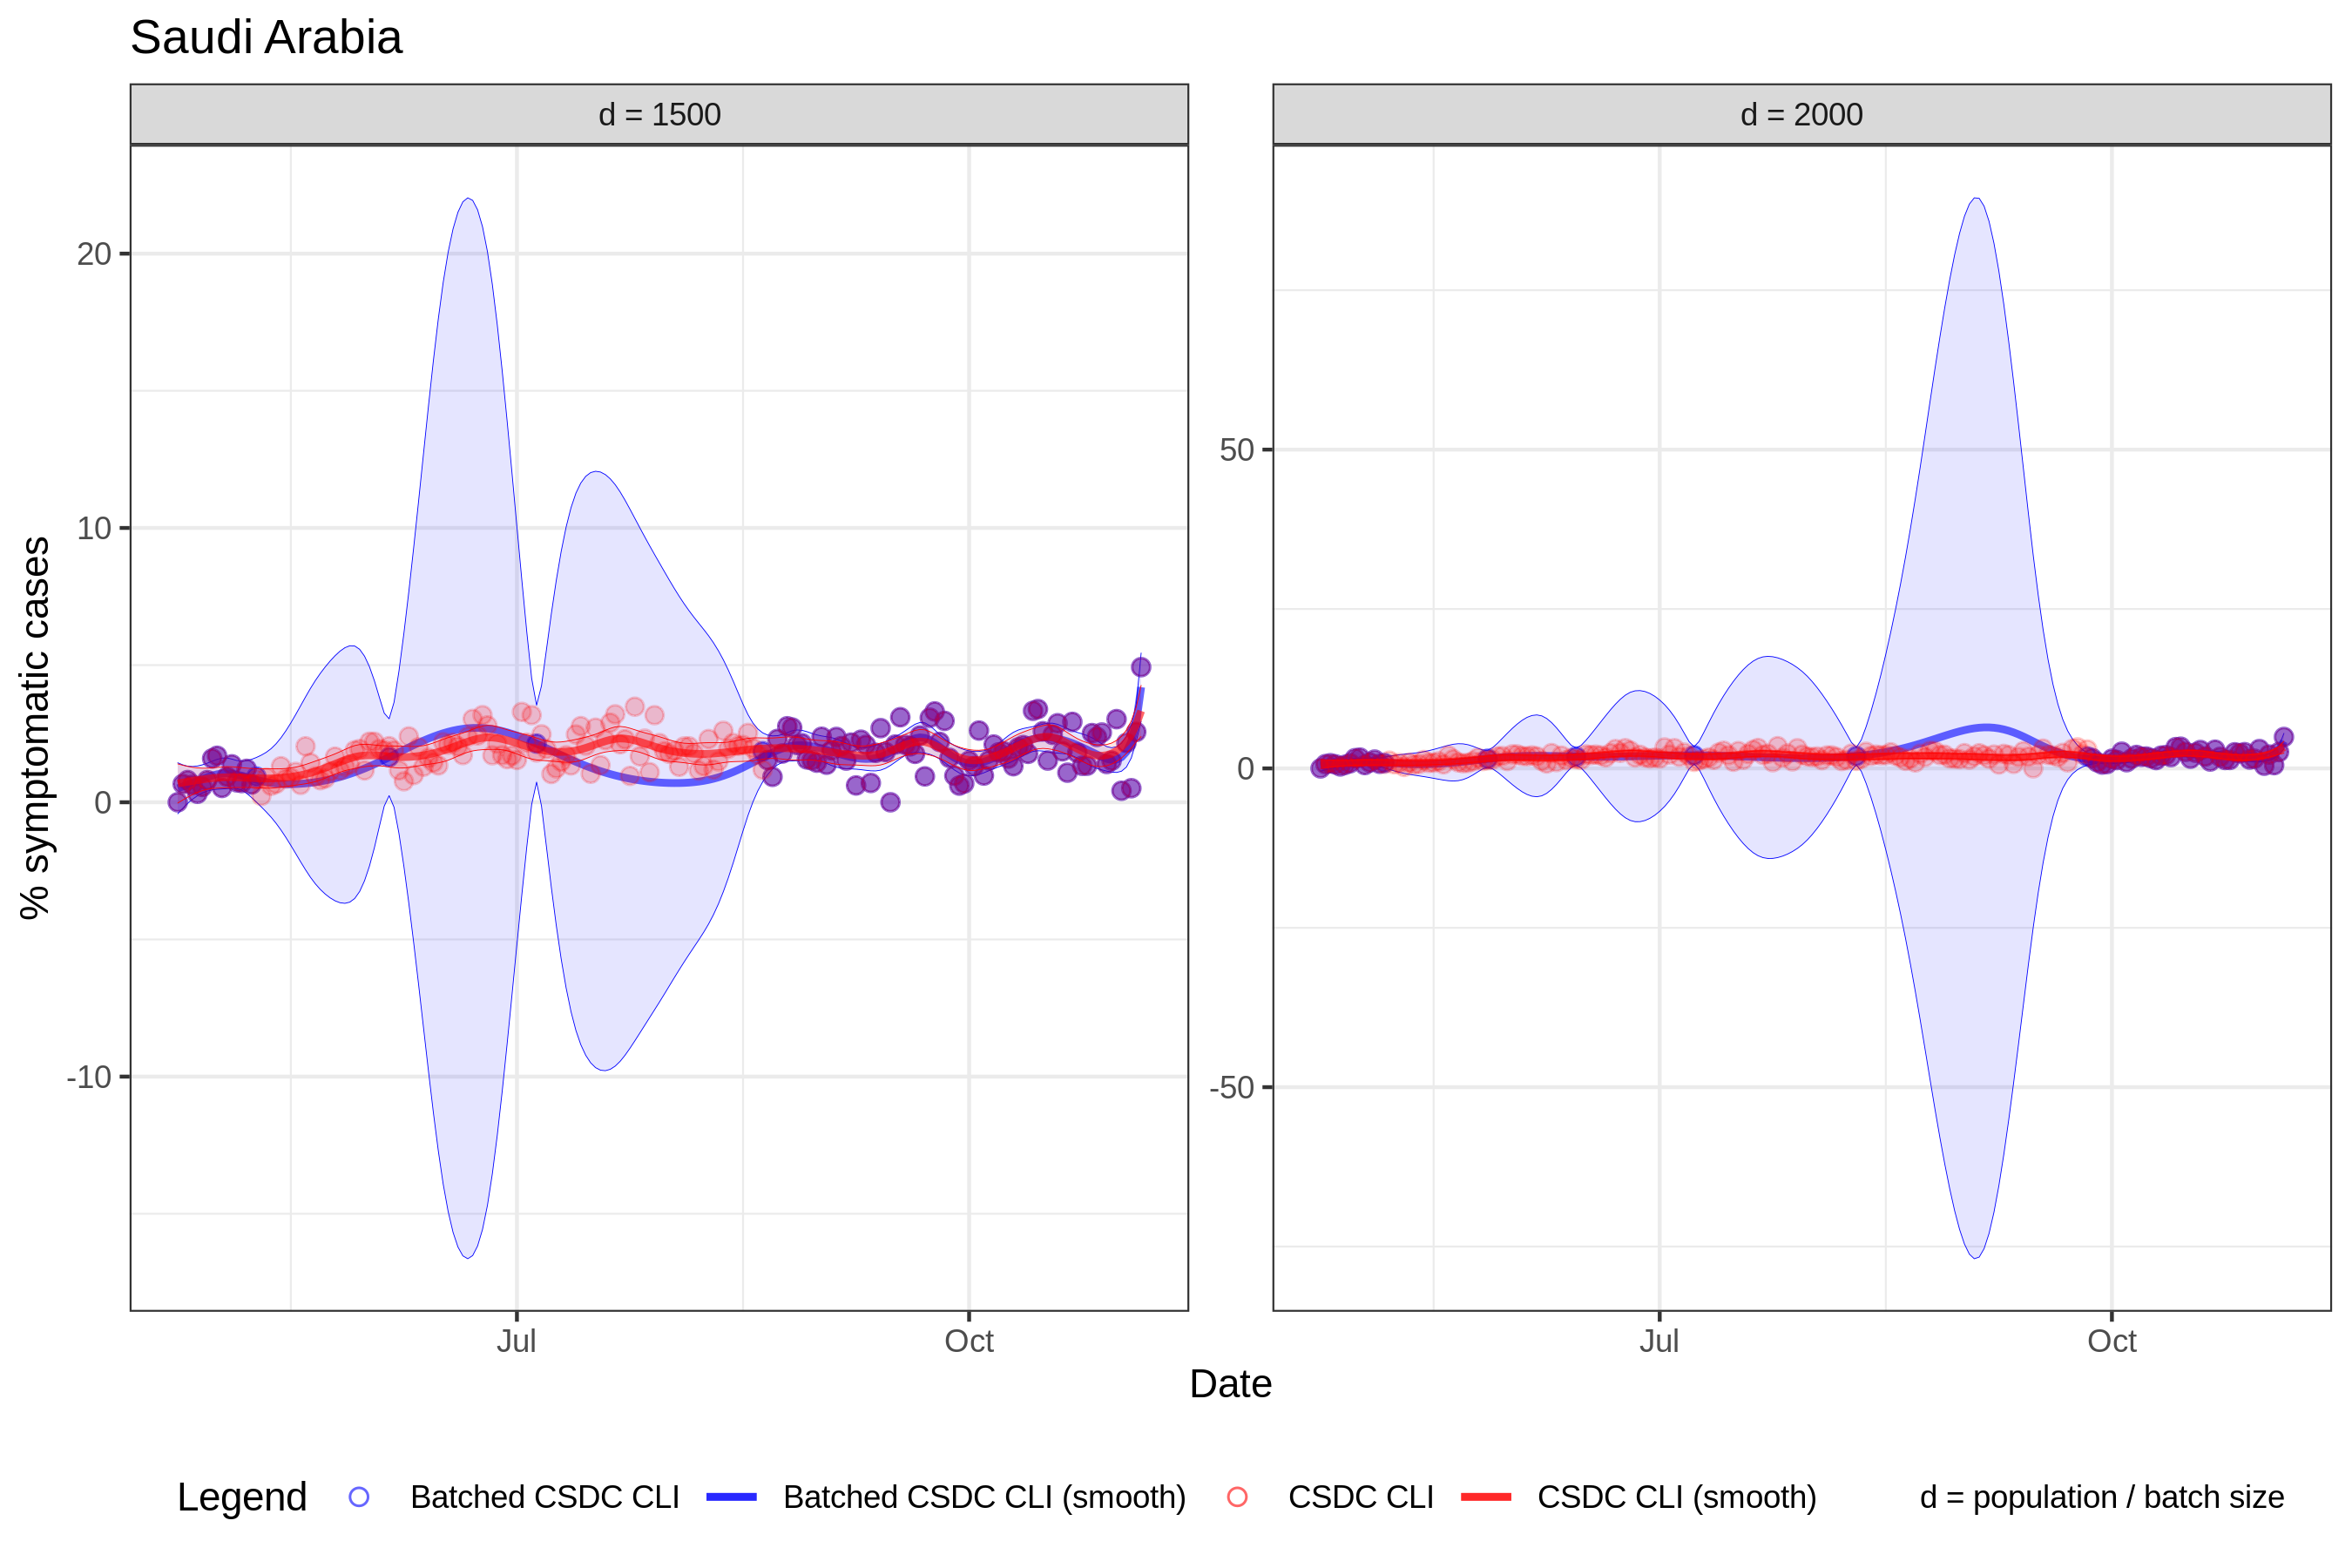 Saudi Arabia
d = 1500
d = 2000
% symptomatic cases
20
10
0
-10
50
0
-50
Jul
Oct
Jul
Oct
Date
Legend
Batched CSDC CLI
Batched CSDC CLI (smooth)
CSDC CLI
CSDC CLI (smooth)
d = population / batch size